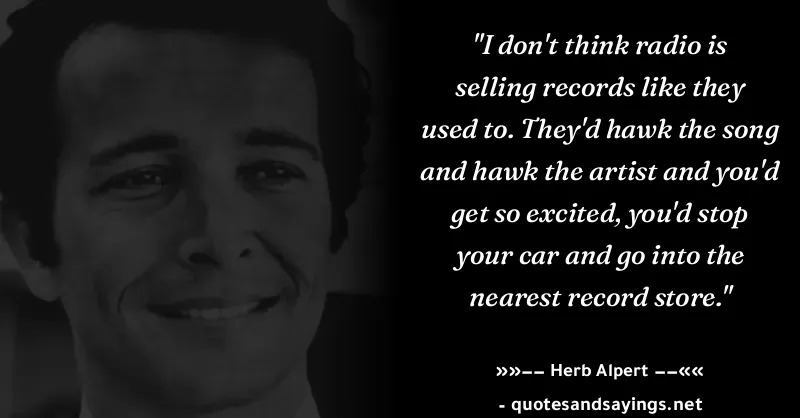 "I don't think radio is
selling records like they
used to. They'd hawk the song
and hawk the artist and you'd
get so excited, you'd stop
your car and go into the
nearest record store."
»»–– Herb Alpert ––««
- quotesandsayings.net